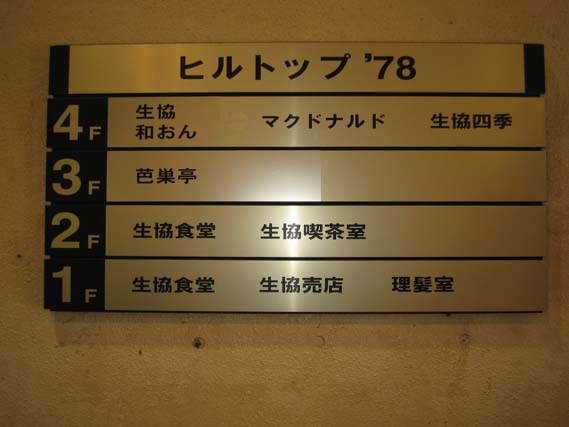 ヒルトップ '78
4F 生協 和おん マクドナルド 生協四季
3F 芭巣亭
2F 生協食堂 生協喫茶室
1F 生協食堂 生協売店 理髪室